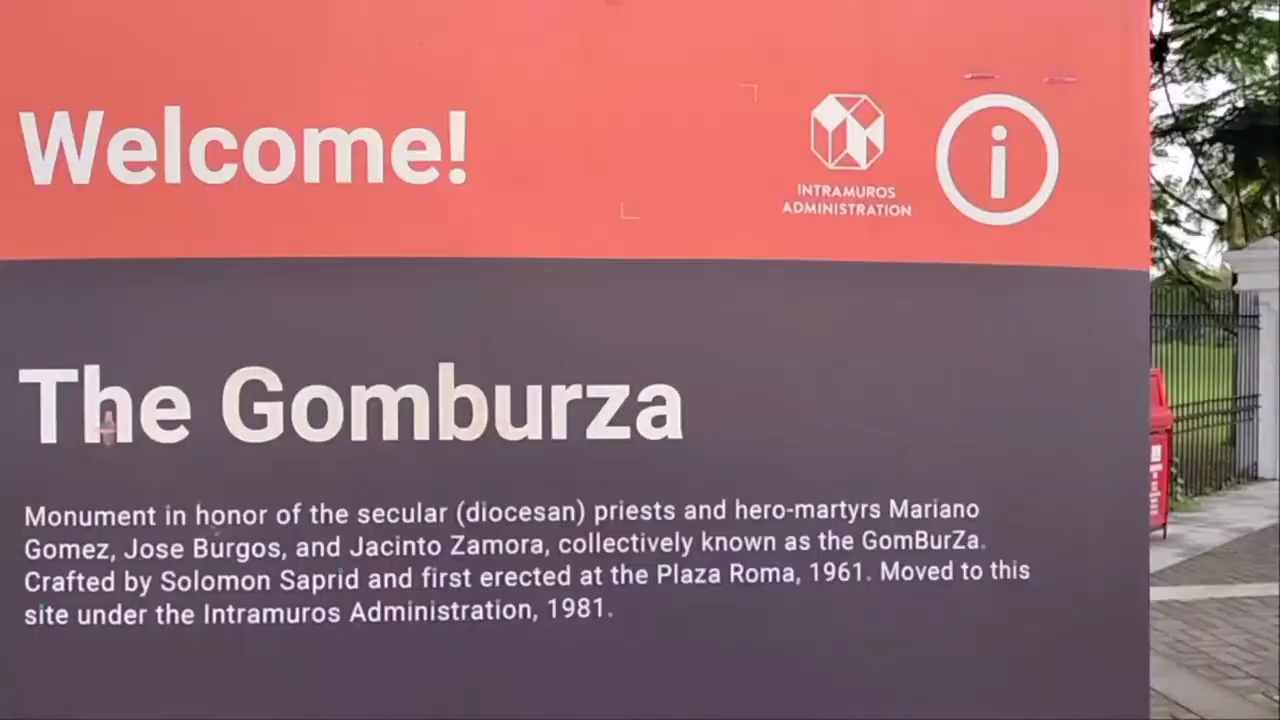 Welcome!
INTRAMUROS
ADMINISTRATION
i
The Gomburza
Monument in honor of the secular (diocesan) priests and hero-martyrs Mariano
Gomez, Jose Burgos, and Jacinto Zamora, collectively known as the GomBurZa.
Crafted by Solomon Saprid and first erected at the Plaza Roma, 1961. Moved to this
site under the Intramuros Administration, 1981.